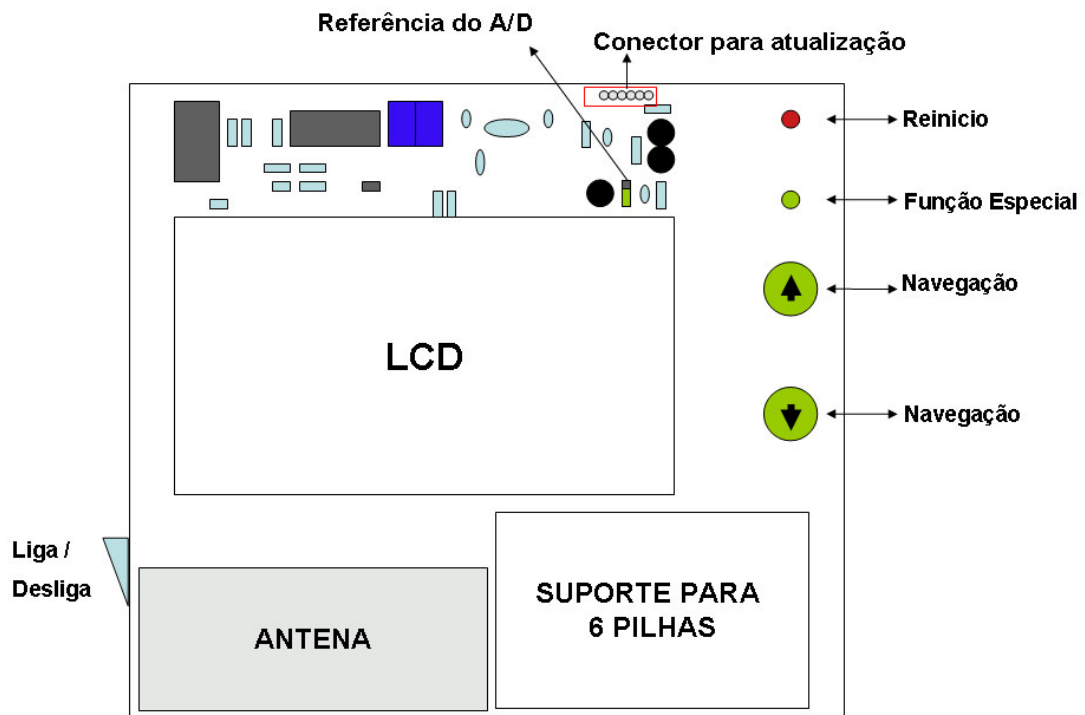 Referência do A/D
Conector para atualização
Reinicio
Função Especial
Navegação
LCD
Navegação
Liga /
Desliga
ANTENA
SUPORTE PARA
6 PILHAS